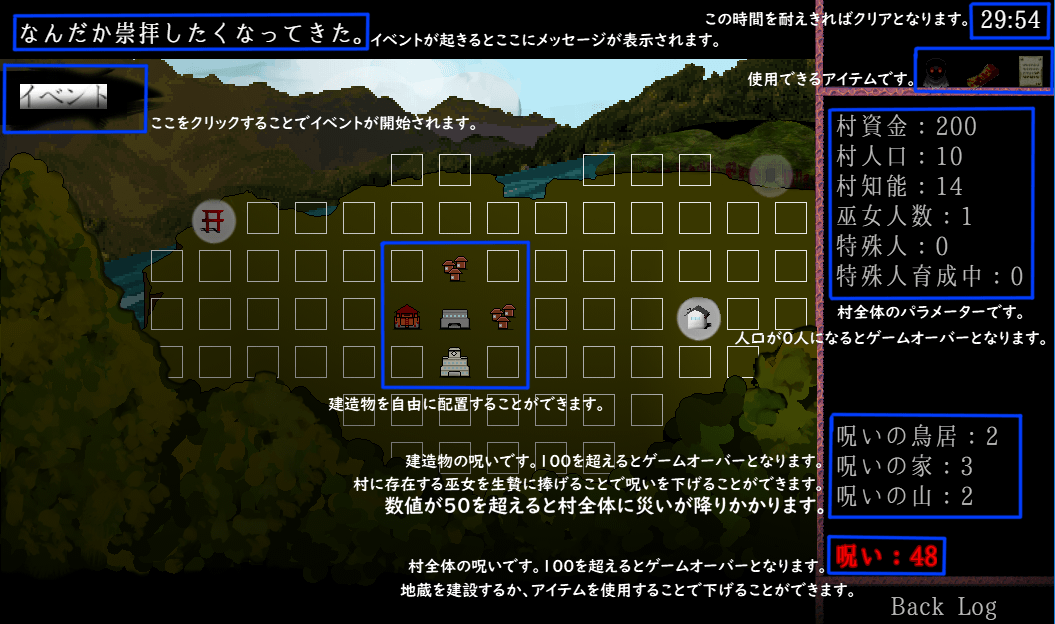 なんだか崇拝したくなってきた。
イベントが起きるとここにメッセージが表示されます。
この時間を耐えきればクリアとなります。
29:54
使用できるアイテムです。
イベント
ここをクリックすることでイベントが開始されます。
村資金：200
村人口：10
村知能：14
巫女人数：1
特殊人：0
特殊人育成中：0
村全体のパラメーターです。
人口が0人になるとゲームオーバーとなります。
建造物を自由に配置することができます。
呪いの鳥居：2
呪いの家：3
呪いの山：2
建造物の呪いです。100を超えるとゲームオーバーとなります。
村に存在する巫女を生贄に捧げることで呪いを下げることができます。
数値が50を超えると村全体に災いが降りかかります。
呪い：48
村全体の呪いです。100を超えるとゲームオーバーとなります。
地蔵を建設するか、アイテムを使用することで下げることができます。
Back Log